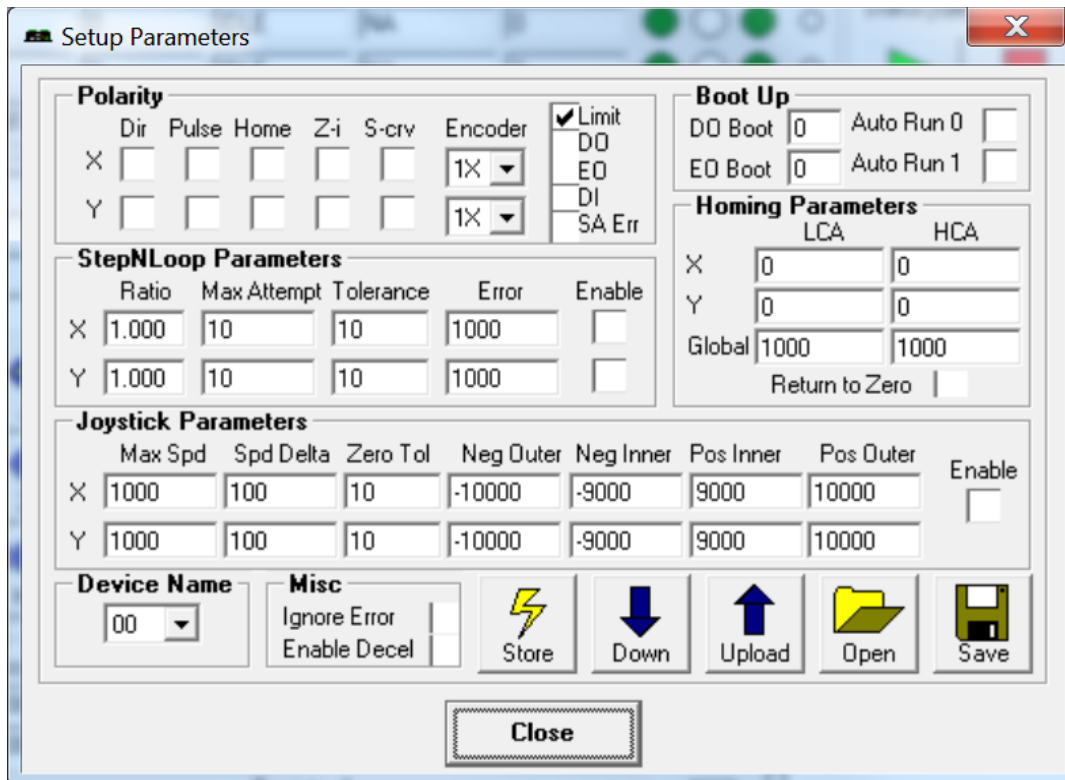 Setup Parameters
X
Polarity
Dir Pulse Home Z-i S-crv Encoder
X 1X
Y 1X
Limit
DO
EO
DI
SA Err
Boot Up
DO Boot 0 Auto Run 0
EO Boot 0 Auto Run 1
Homing Parameters
LCA HCA
X 0 0
Y 0 0
Global 1000 1000
Return to Zero
StepNLoop Parameters
Ratio Max Attempt Tolerance Error Enable
X 1.000 10 10 1000
Y 1.000 10 10 1000
Joystick Parameters
Max Spd Spd Delta Zero Tol Neg Outer Neg Inner Pos Inner Pos Outer Enable
X 1000 100 10 -10000 -9000 9000 10000
Y 1000 100 10 -10000 -9000 9000 10000
Device Name
00
Misc
Ignore Error
Enable Decel
Store Down Upload Open Save
Close